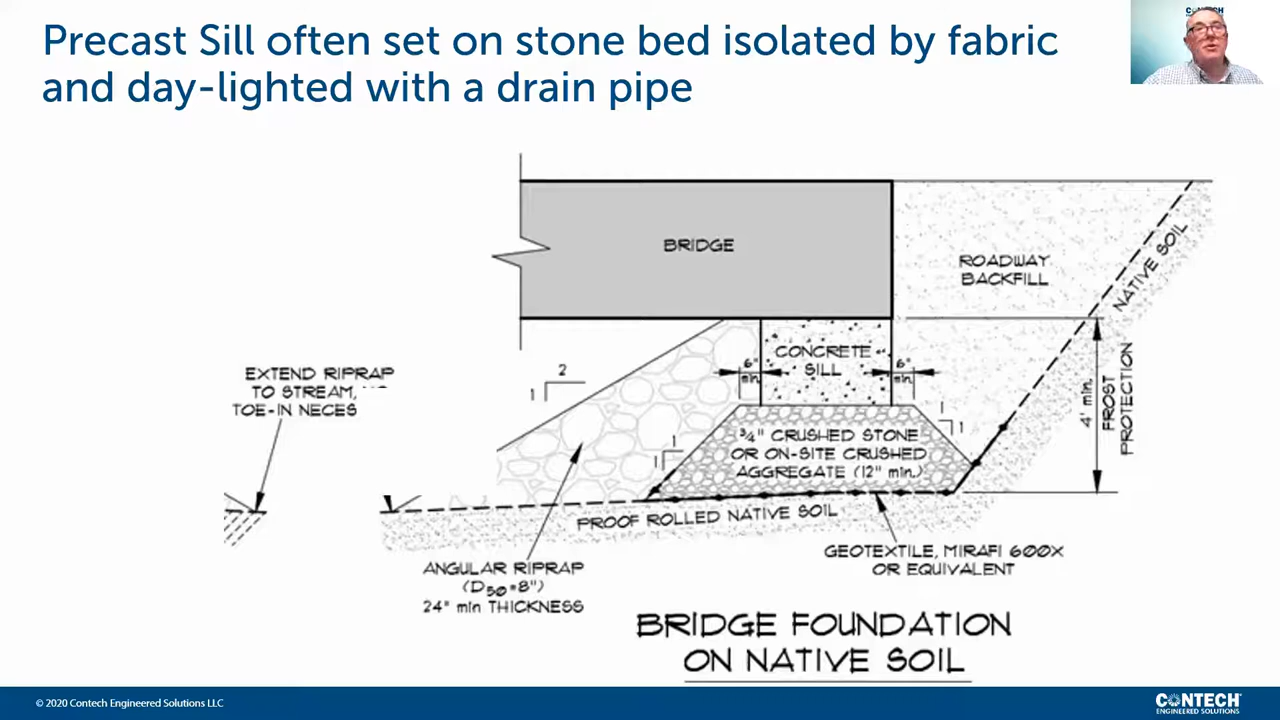 Precast Sill often set on stone bed isolated by fabric
and day-lighted with a drain pipe
CONTECH
BRIDGE
ROADWAY
BACKFILL
NATIVE SOIL
CONCRETE
SILL
6"
min.
6"
min.
2
1
EXTEND RIPRAP
TO STREAM,
TOE-IN NECES
4' min.
FROST
PROTECTION
1
1
1
3/4" CRUSHED STONE
OR ON-SITE CRUSHED
AGGREGATE (12" min.)
PROOF ROLLED NATIVE SOIL
GEOTEXTILE, MIRAFI 600X
OR EQUIVALENT
ANGULAR RIPRAP
(D50=8")
24" min THICKNESS
BRIDGE FOUNDATION
ON NATIVE SOIL
© 2020 Contech Engineered Solutions LLC
CONTECH
ENGINEERED SOLUTIONS